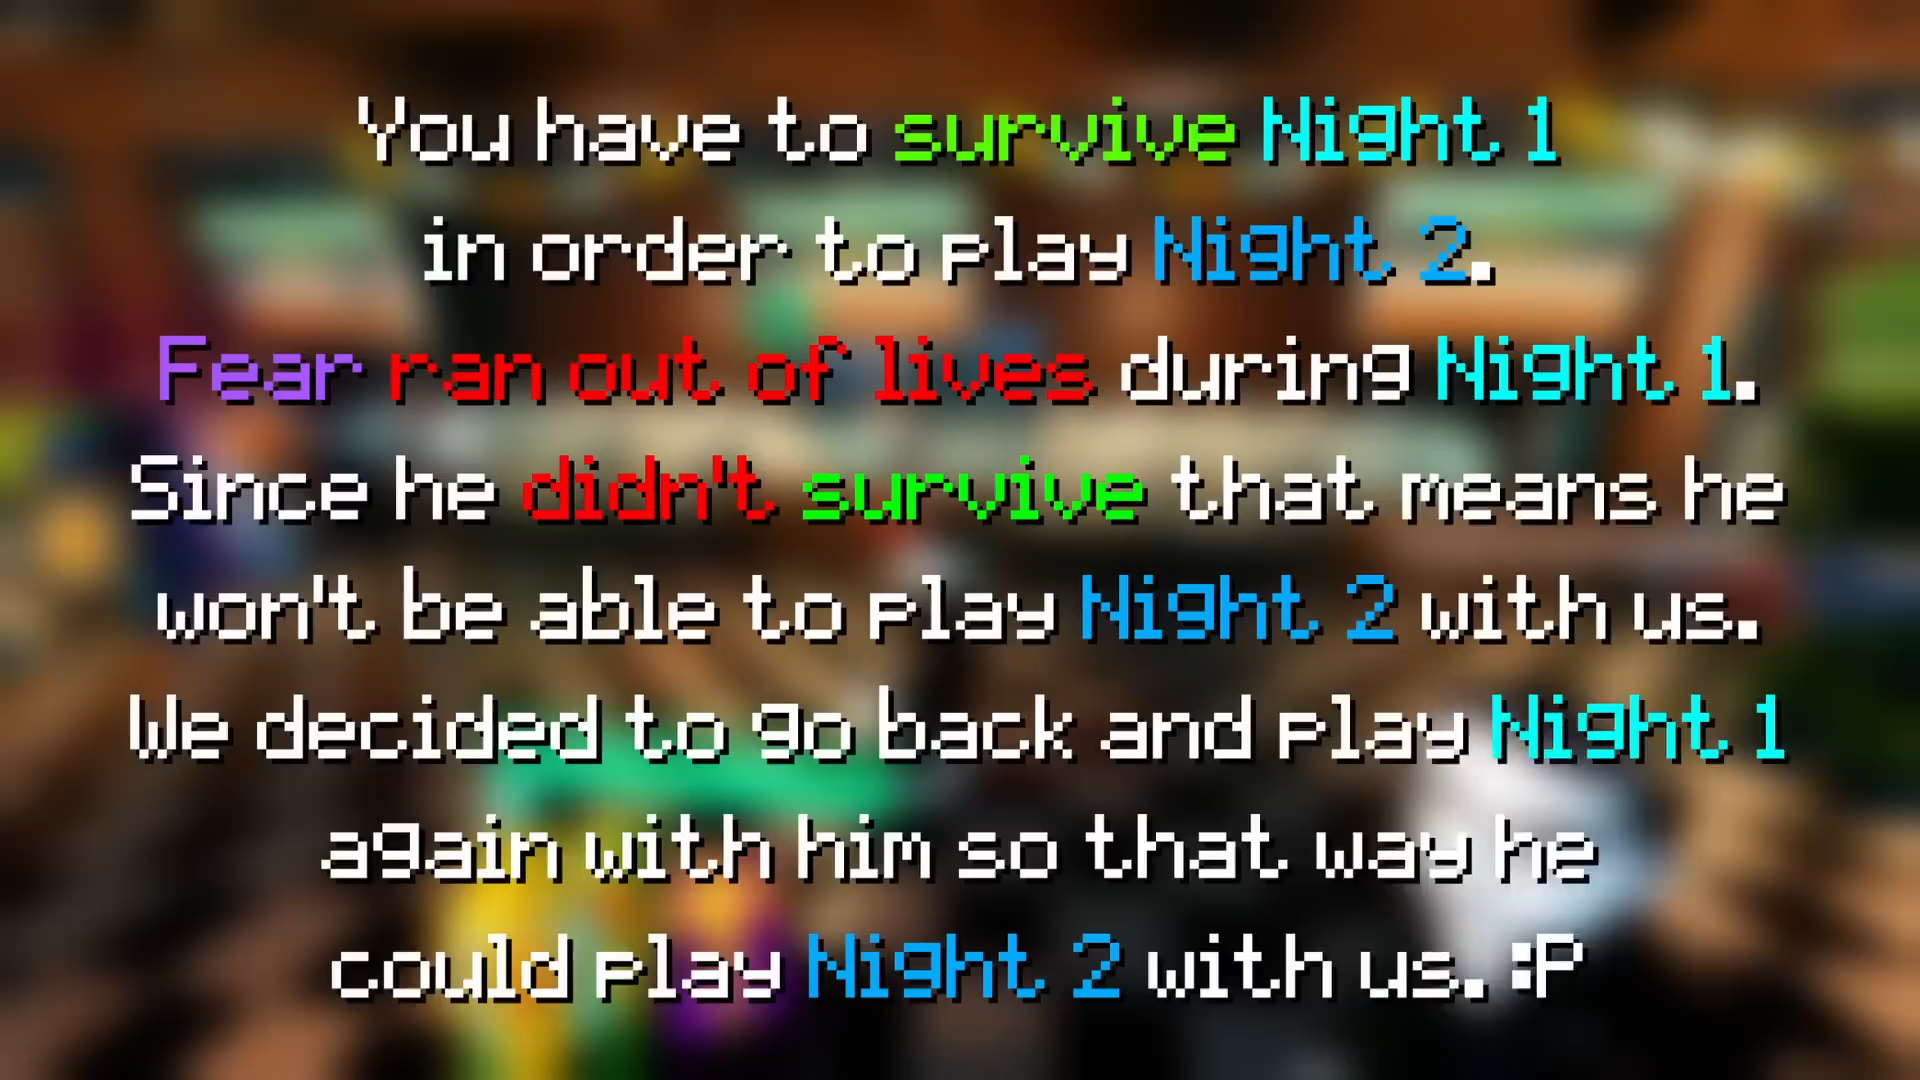 You have to survive Night 1
in order to play Night 2.
Fear ran out of lives during Night 1.
Since he didn't survive that means he
won't be able to play Night 2 with us.
We decided to go back and play Night 1
again with him so that way he
could play Night 2 with us. :P